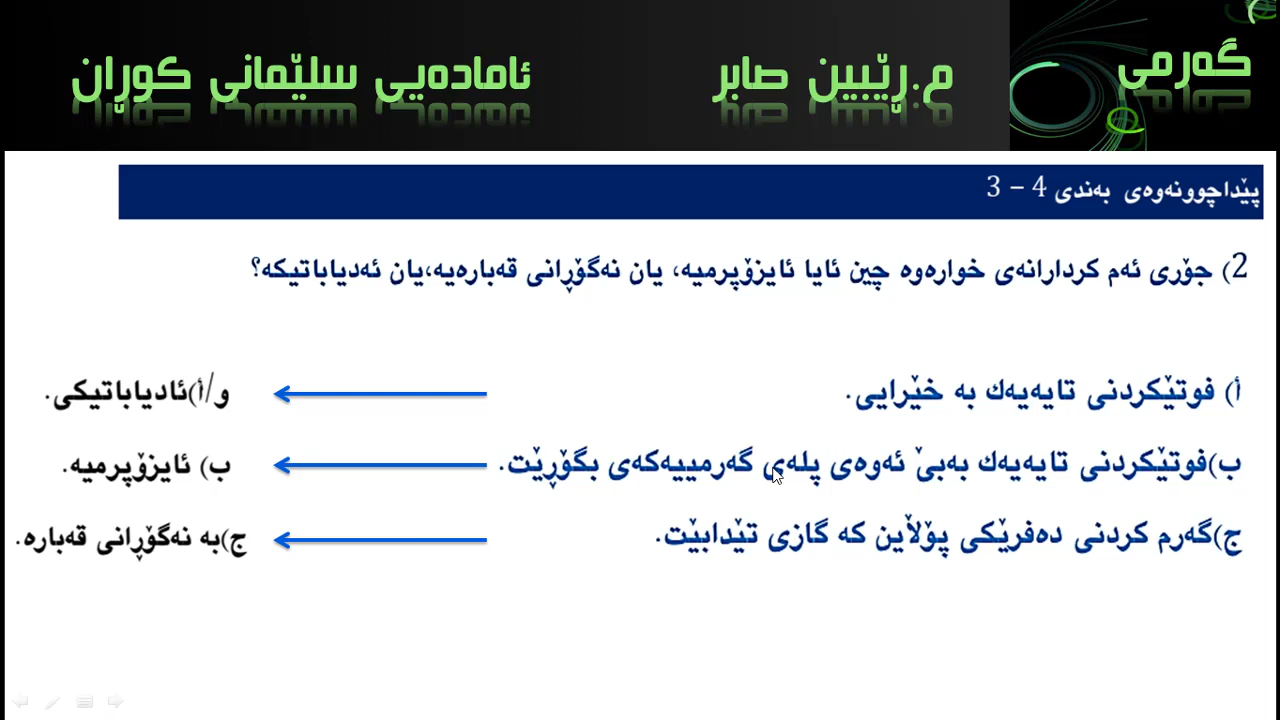 گەرمی م.ڕێبین صابر ئامادەیی سلێمانی کوڕان
پێداچوونەوەی بەندی 4 – 3
2) جۆری ئەم کردارانەی خوارەوە چین ئایا ئایزۆپرمیە، یان نەگۆڕانی قەبارەیە،یان ئەدیاباتیکە؟
أ) فوتێکردنی تایەیەك بە خێرایی. و/أ)ئادیاباتیکی.
ب)فوتێکردنی تایەیەك بەبێ ئەوەی پلەی گەرمییەکەی بگۆڕێت. ب) ئایزۆپرمیە.
ج)گەرم کردنی دەفرێکی پۆڵاین کە گازی تێدابێت. ج)بە نەگۆڕانی قەبارە.